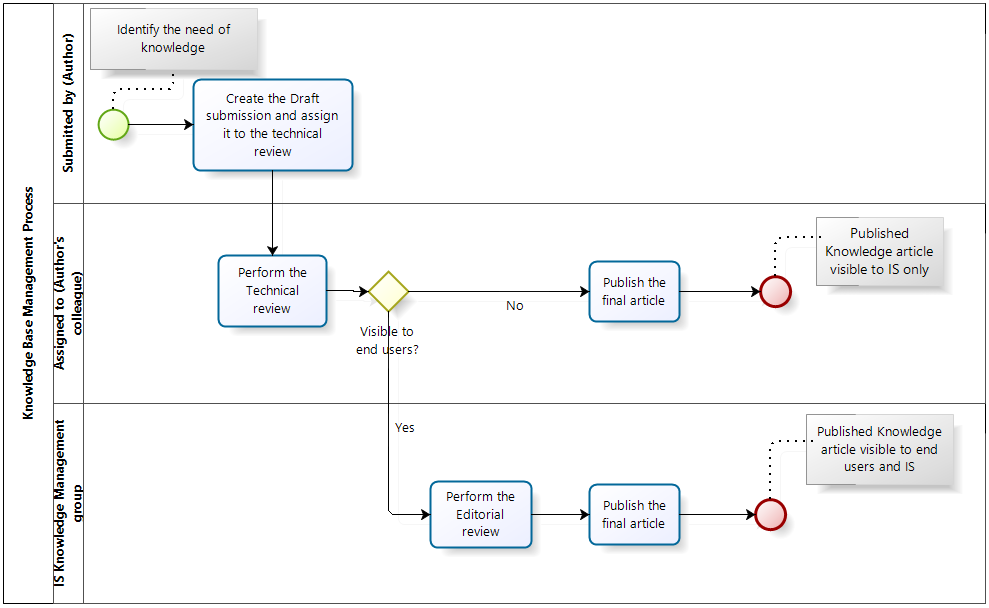 Knowledge Base Management Process
Submitted by (Author)
Identify the need of
knowledge
Create the Draft
submission and assign
it to the technical
review
Assigned to (Author's
colleague)
Perform the
Technical
review
Visible to
end users?
No
Publish the
final article
Published
Knowledge article
visible to IS only
IS Knowledge Management
group
Yes
Perform the
Editorial
review
Publish the
final article
Published Knowledge
article visible to end
users and IS